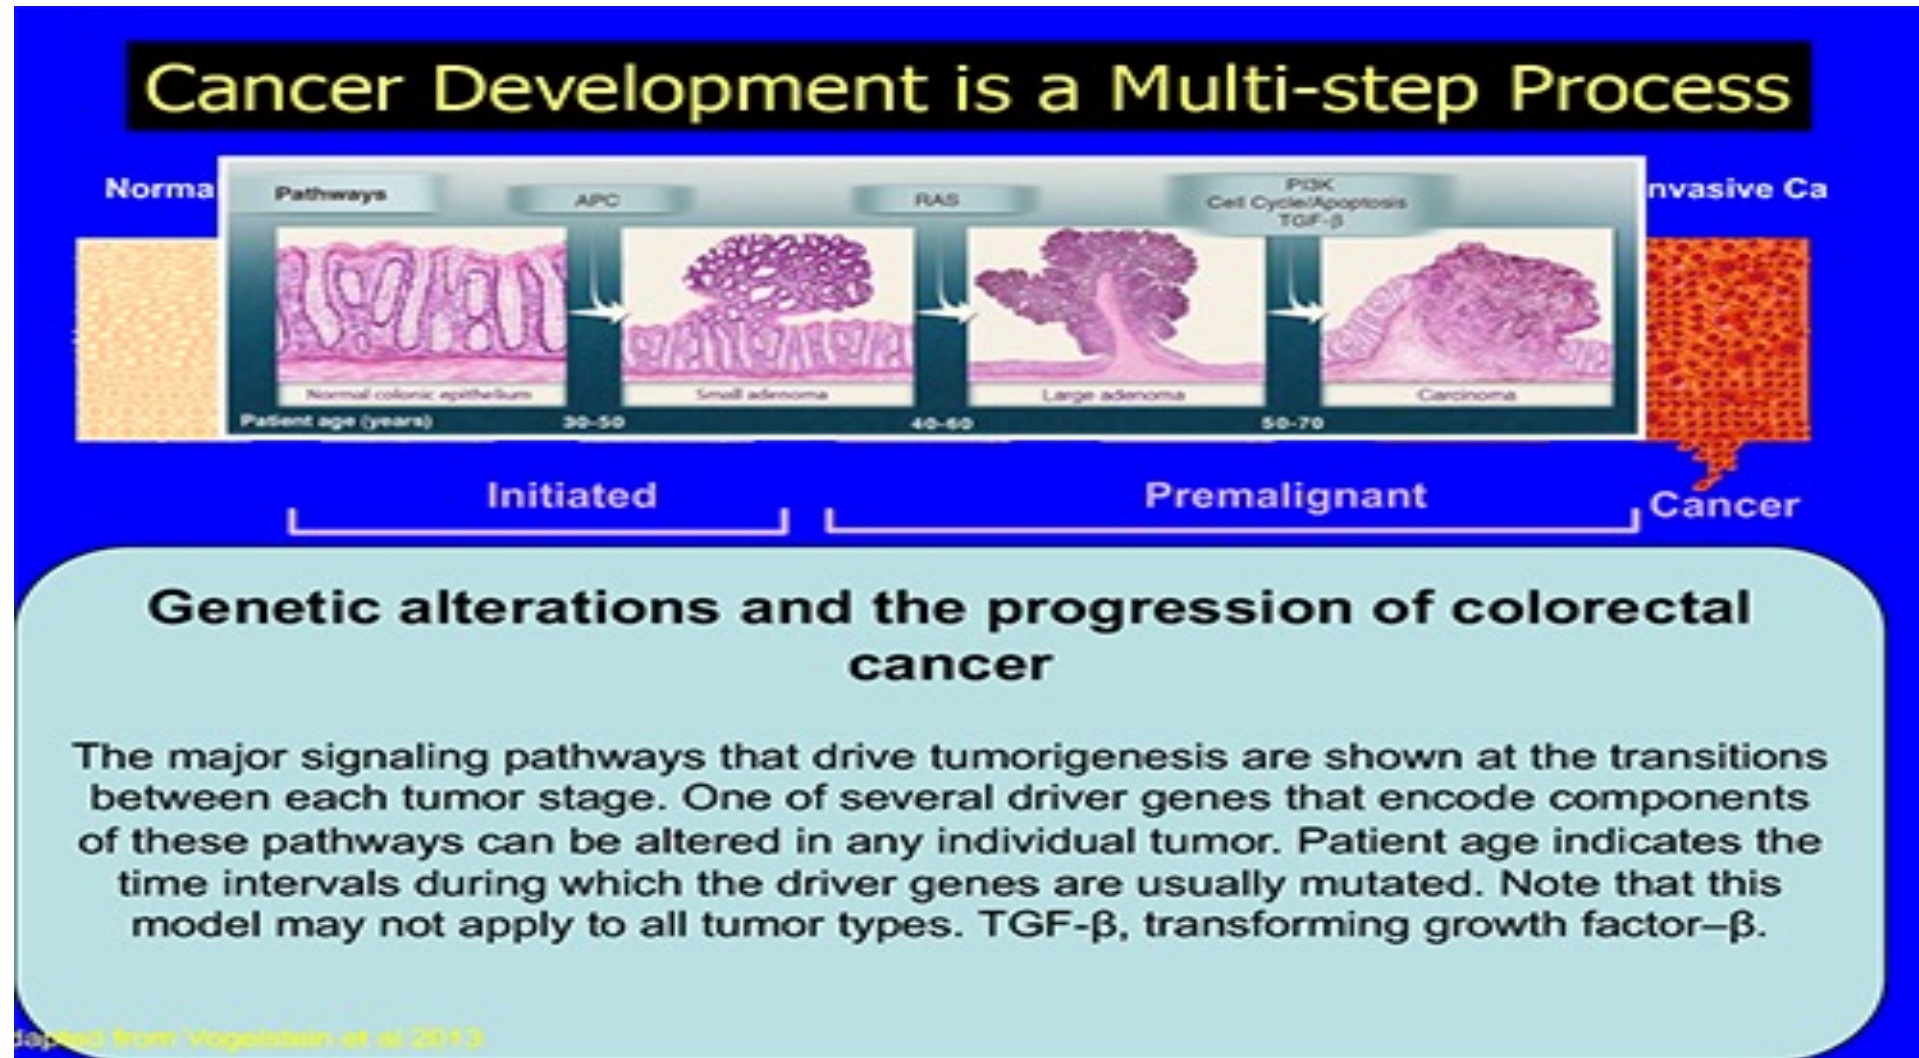 Cancer Development is a Multi-step Process
Norma
nvasive Ca
Pathways
APC
RAS
PI3K
Cell Cycle/Apoptosis
TGF-β
Normal colonic epithelium
Small adenoma
Large adenoma
Carcinoma
Patient age (years)
30-50
40-60
50-70
Initiated
Premalignant
Cancer
Genetic alterations and the progression of colorectal
cancer
The major signaling pathways that drive tumorigenesis are shown at the transitions
between each tumor stage. One of several driver genes that encode components
of these pathways can be altered in any individual tumor. Patient age indicates the
time intervals during which the driver genes are usually mutated. Note that this
model may not apply to all tumor types. TGF-β, transforming growth factor–β.
dapted from Vogelstein et al 2013